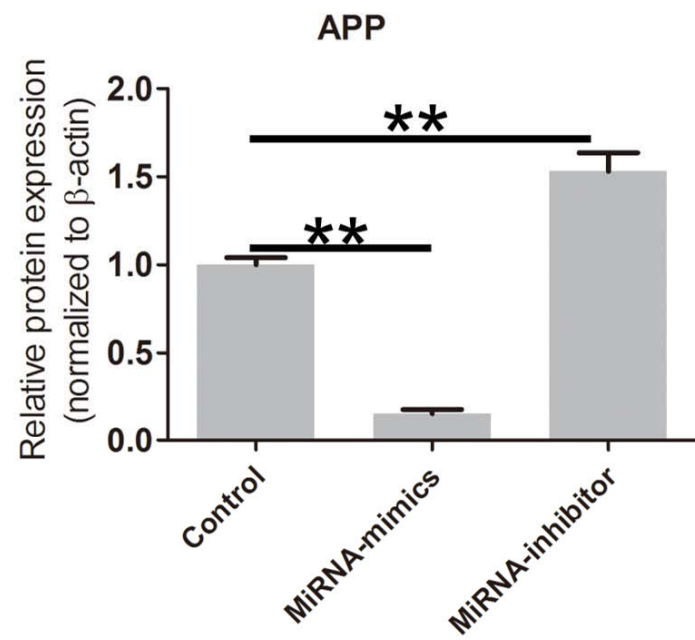 APP
Relative protein expression
(normalized to β-actin)
2.0
1.5
1.0
0.5
0.0
**
**
Control
MiRNA-mimics
MiRNA-inhibitor